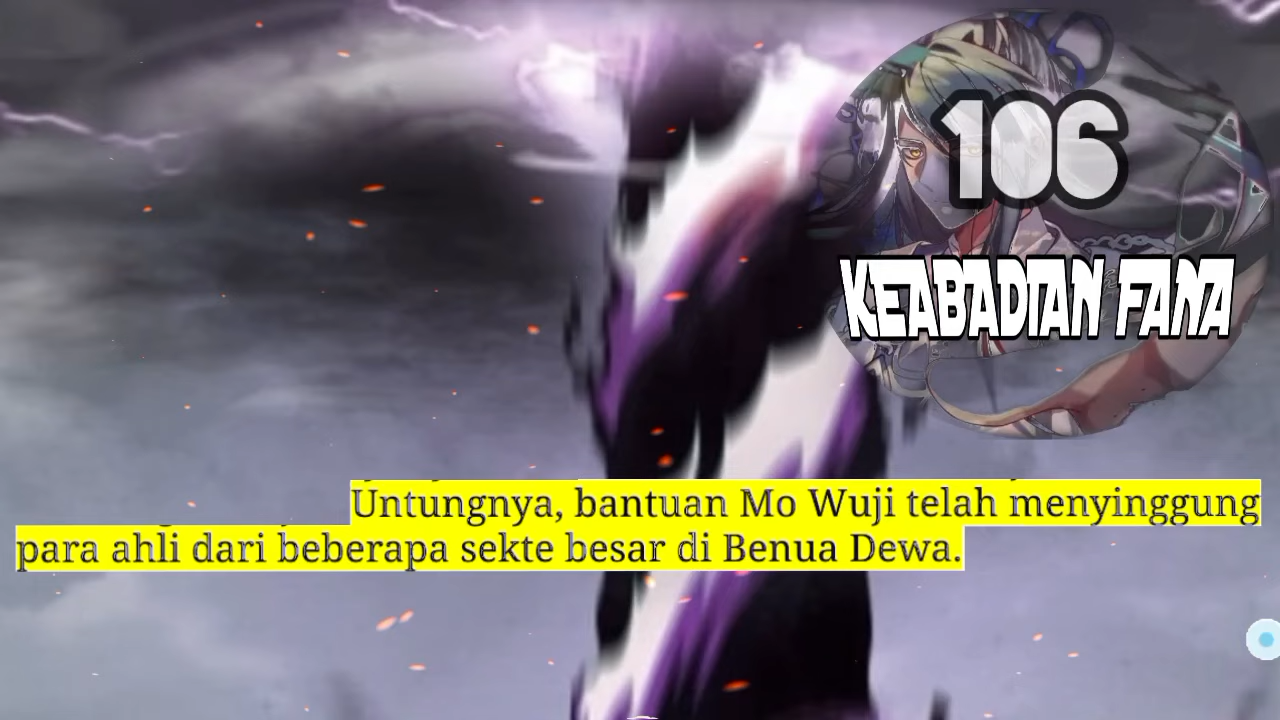 106
KEABADIAN FANA
Untungnya, bantuan Mo Wuji telah menyinggung
para ahli dari beberapa sekte besar di Benua Dewa.